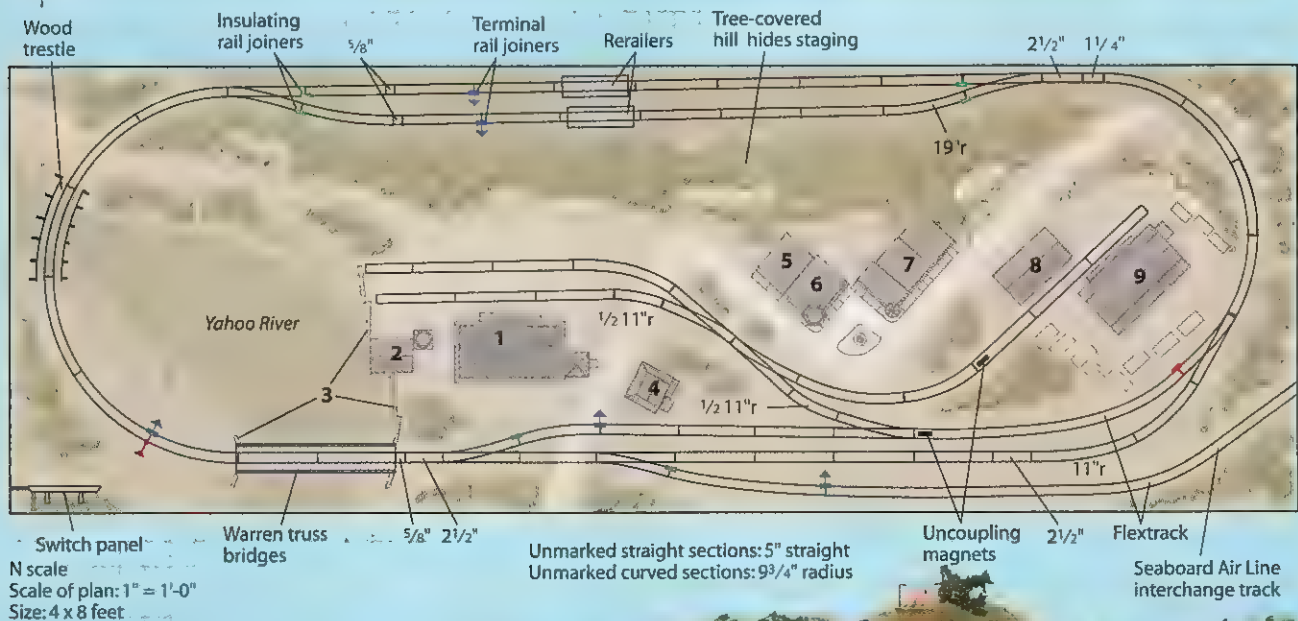 Wood
trestle
Insulating
rail joiners
5/8"
Terminal
rail joiners
Rerailers
Tree-covered
hill hides staging
2 1/2"
1 1/4"
19"r
5
6
7
8
9
Yahoo River
1/2 11"r
1
2
3
4
1/2 11"r
11"r
Switch panel
Warren truss
bridges
5/8"
2 1/2"
Unmarked straight sections: 5" straight
Unmarked curved sections: 9 3/4" radius
Uncoupling
magnets
2 1/2"
Flextrack
Seaboard Air Line
interchange track
N scale
Scale of plan: 1" = 1'-0"
Size: 4 x 8 feet